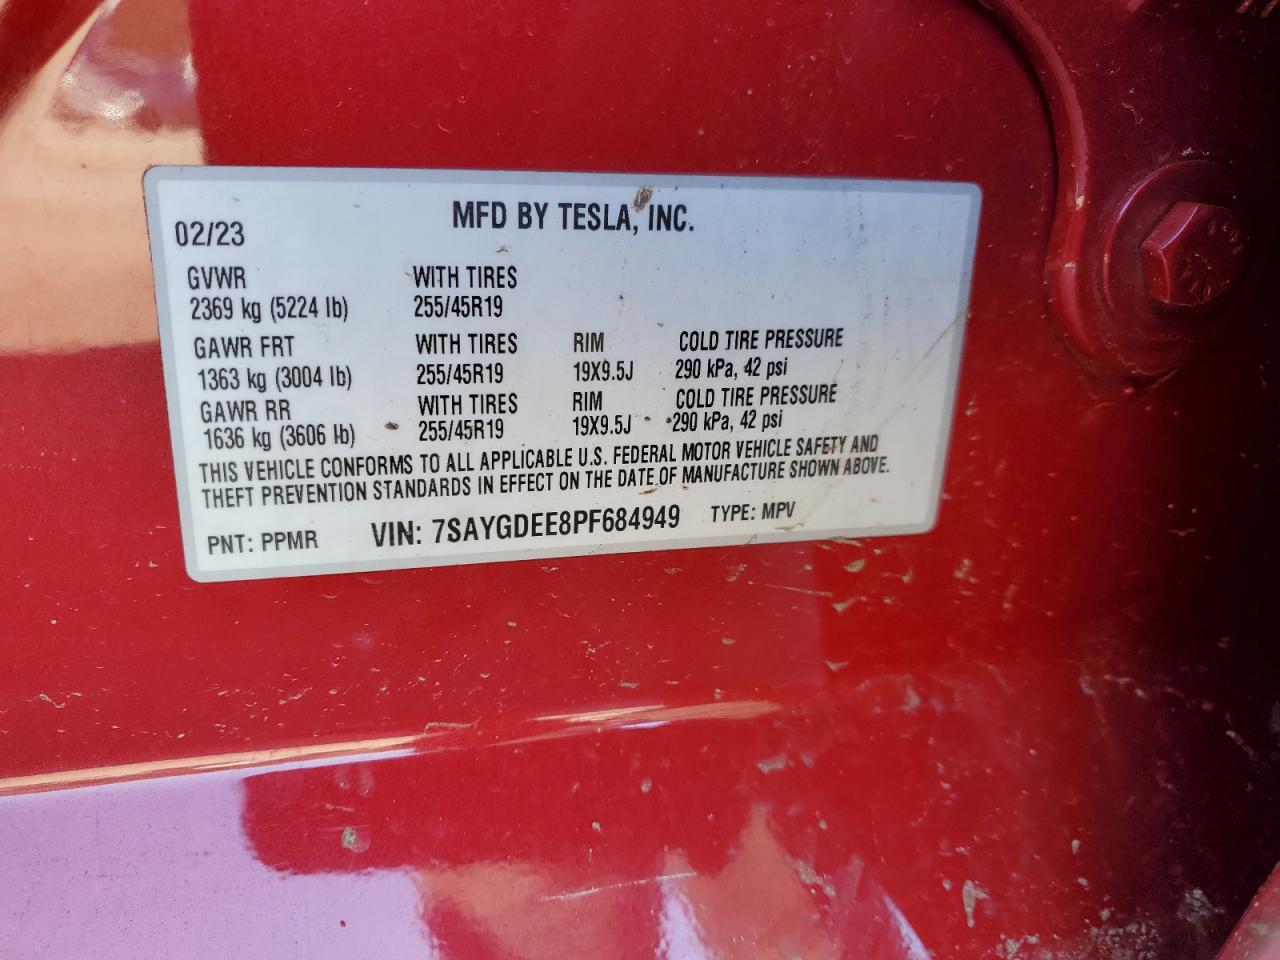 MFD BY TESLA, INC.
02/23
GVWR WITH TIRES
2369 kg (5224 lb) 255/45R19
GAWR FRT WITH TIRES RIM COLD TIRE PRESSURE
1363 kg (3004 lb) 255/45R19 19X9.5J 290 kPa, 42 psi
GAWR RR WITH TIRES RIM COLD TIRE PRESSURE
1636 kg (3606 lb) 255/45R19 19X9.5J 290 kPa, 42 psi
THIS VEHICLE CONFORMS TO ALL APPLICABLE U.S. FEDERAL MOTOR VEHICLE SAFETY AND
THEFT PREVENTION STANDARDS IN EFFECT ON THE DATE OF MANUFACTURE SHOWN ABOVE.
PNT: PPMR VIN: 7SAYGDEE8PF684949 TYPE: MPV